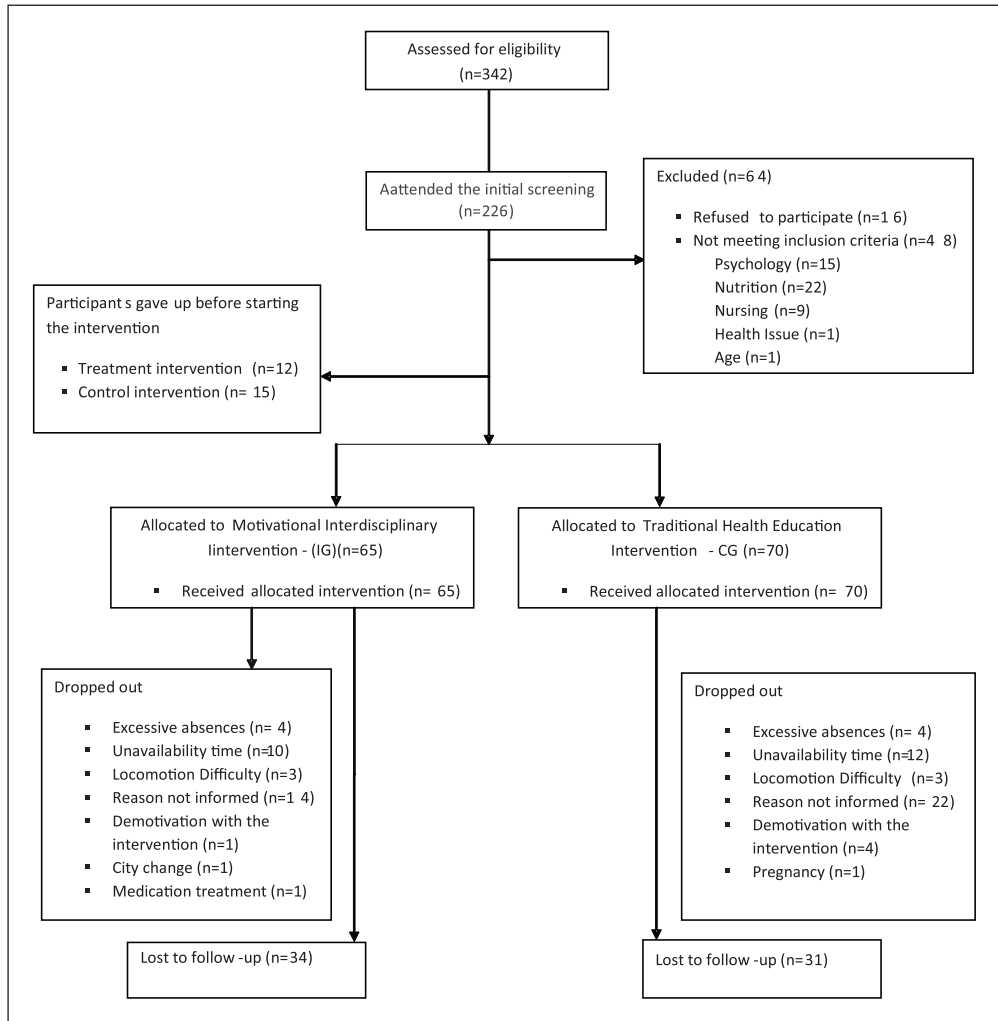 Assessed for eligibility
(n=342)
Aattended the initial screening
(n=226)
Excluded (n=6 4)
▪ Refused to participate (n=1 6)
▪ Not meeting inclusion criteria (n=4 8)
Psychology (n=15)
Nutrition (n=22)
Nursing (n=9)
Health Issue (n=1)
Age (n=1)
Participant s gave up before starting
the intervention
▪ Treatment intervention (n=12)
▪ Control intervention (n= 15)
Allocated to Motivational Interdisciplinary
Iintervention - (IG)(n=65)
▪ Received allocated intervention (n= 65)
Allocated to Traditional Health Education
Intervention - CG (n=70)
▪ Received allocated intervention (n= 70)
Dropped out
▪ Excessive absences (n= 4)
▪ Unavailability time (n=10)
▪ Locomotion Difficulty (n=3)
▪ Reason not informed (n=1 4)
▪ Demotivation with the
intervention (n=1)
▪ City change (n=1)
▪ Medication treatment (n=1)
Dropped out
▪ Excessive absences (n= 4)
▪ Unavailability time (n=12)
▪ Locomotion Difficulty (n=3)
▪ Reason not informed (n= 22)
▪ Demotivation with the
intervention (n=4)
▪ Pregnancy (n=1)
Lost to follow -up (n=34)
Lost to follow -up (n=31)